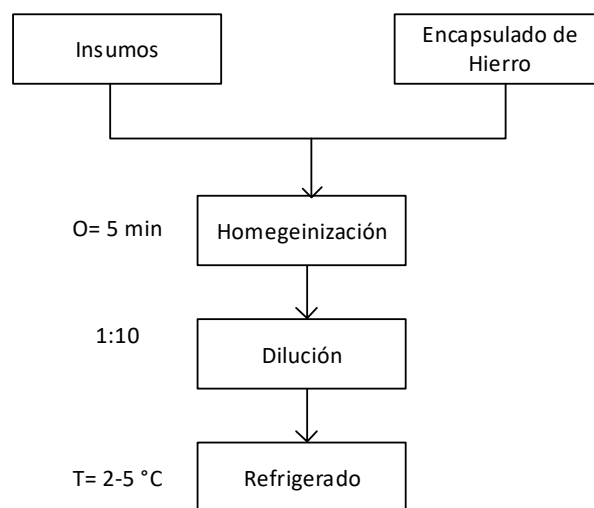 Insumos
Encapsulado de
Hierro
O= 5 min
Homegeinización
1:10
Dilución
T= 2-5 °C
Refrigerado